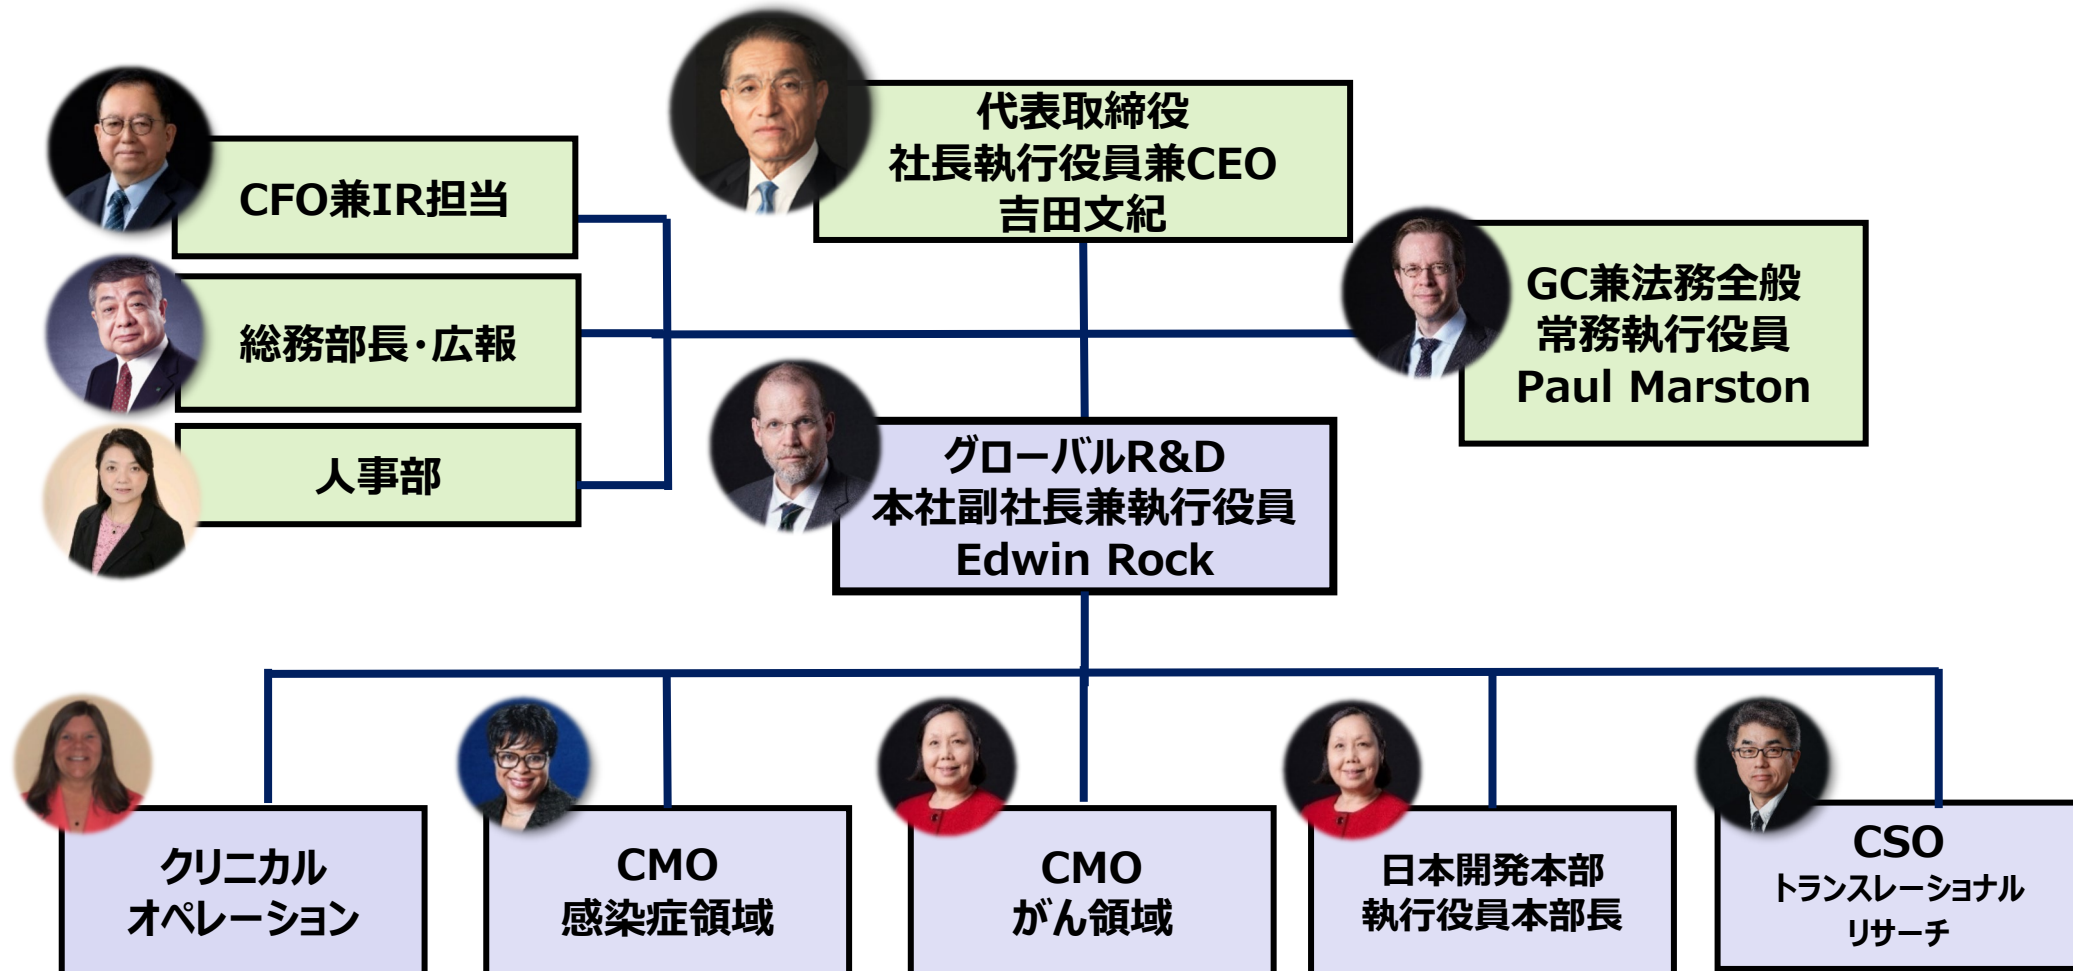 代表取締役
社長執行役員兼CEO
吉田文紀
CFO兼IR担当
総務部長・広報
人事部
GC兼法務全般
常務執行役員
Paul Marston
グローバルR&D
本社副社長兼執行役員
Edwin Rock
クリニカル
オペレーション
CMO
感染症領域
CMO
がん領域
日本開発本部
執行役員本部長
CSO
トランスレーショナル
リサーチ